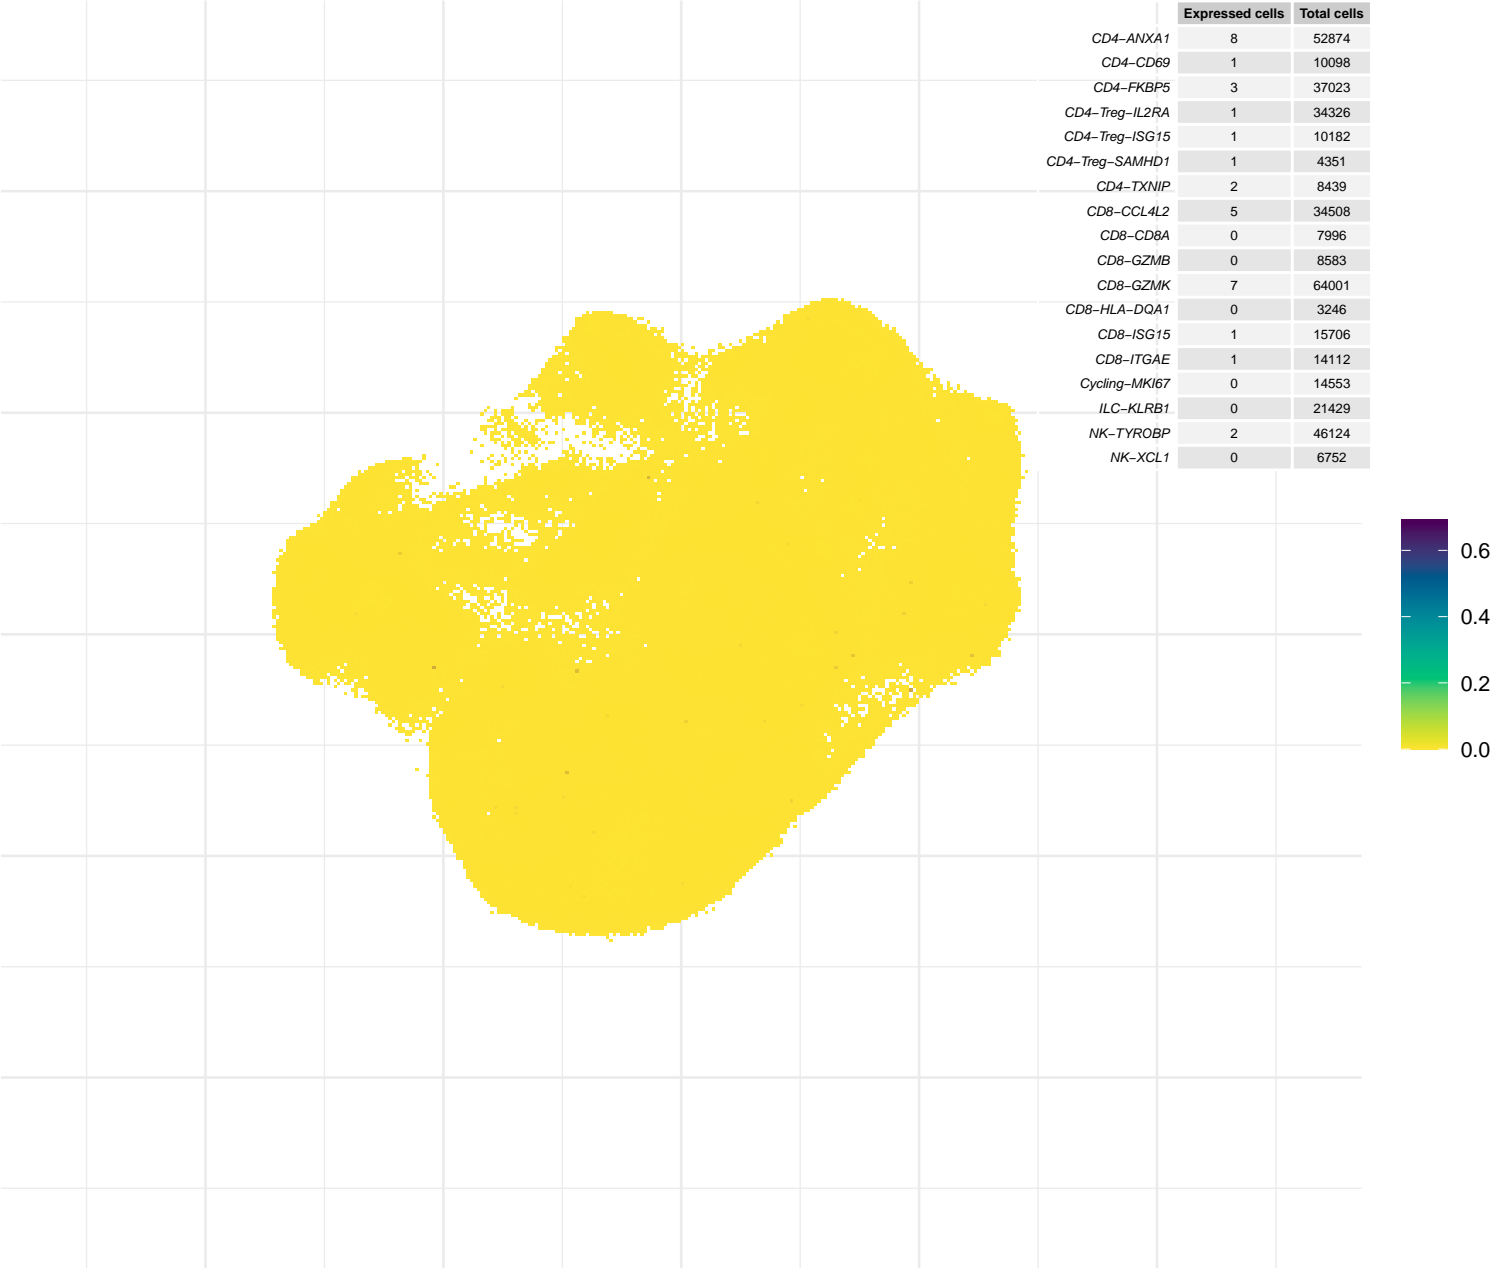 Expressed cells Total cells
CD4−ANXA1 8 52874
CD4−CD69 1 10098
CD4−FKBP5 3 37023
CD4−Treg−IL2RA 1 34326
CD4−Treg−ISG15 1 10182
CD4−Treg−SAMHD1 1 4351
CD4−TXNIP 2 8439
CD8−CCL4L2 5 34508
CD8−CD8A 0 7996
CD8−GZMB 0 8583
CD8−GZMK 7 64001
CD8−HLA−DQA1 0 3246
CD8−ISG15 1 15706
CD8−ITGAE 1 14112
Cycling−MKI67 0 14553
ILC−KLRB1 0 21429
NK−TYROBP 2 46124
NK−XCL1 0 6752
0.6
0.4
0.2
0.0